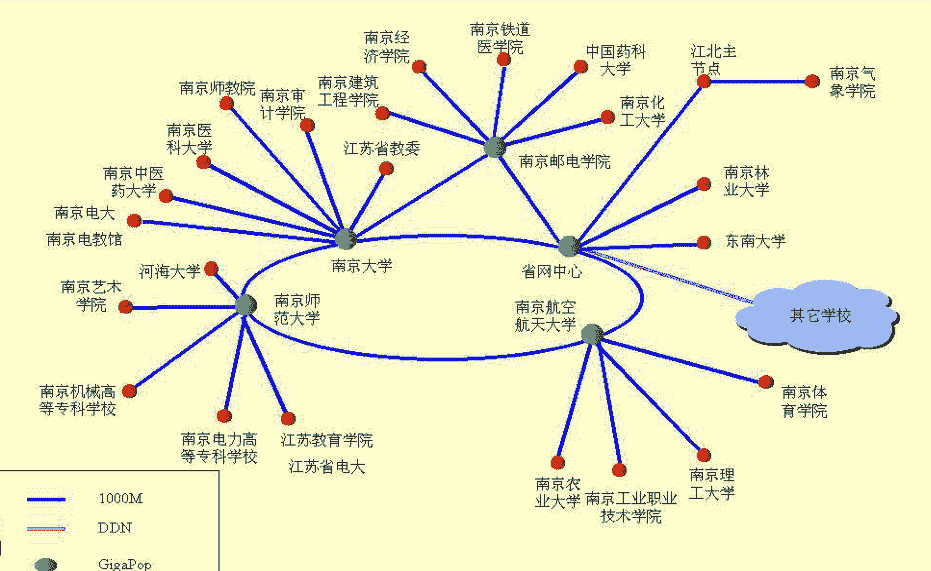 南京经
济学院
南京铁道
医学院
中国药科
大学
江北主
节点
南京气
象学院
南京师教院
南京审
计学院
南京建筑
工程学院
南京化
工大学
南京医
科大学
江苏省教委
南京邮电学院
南京中医
药大学
南京林
业大学
南京电大
南京电教馆
东南大学
南京大学
省网中心
河海大学
南京艺术
学院
南京师
范大学
南京航空
航天大学
其它学校
南京机械高
等专科学校
南京体
育学院
南京电力高
等专科学校
江苏教育学院
江苏省电大
南京农
业大学
南京工业职业
技术学院
南京理
工大学
1000M
DDN
GigaPop